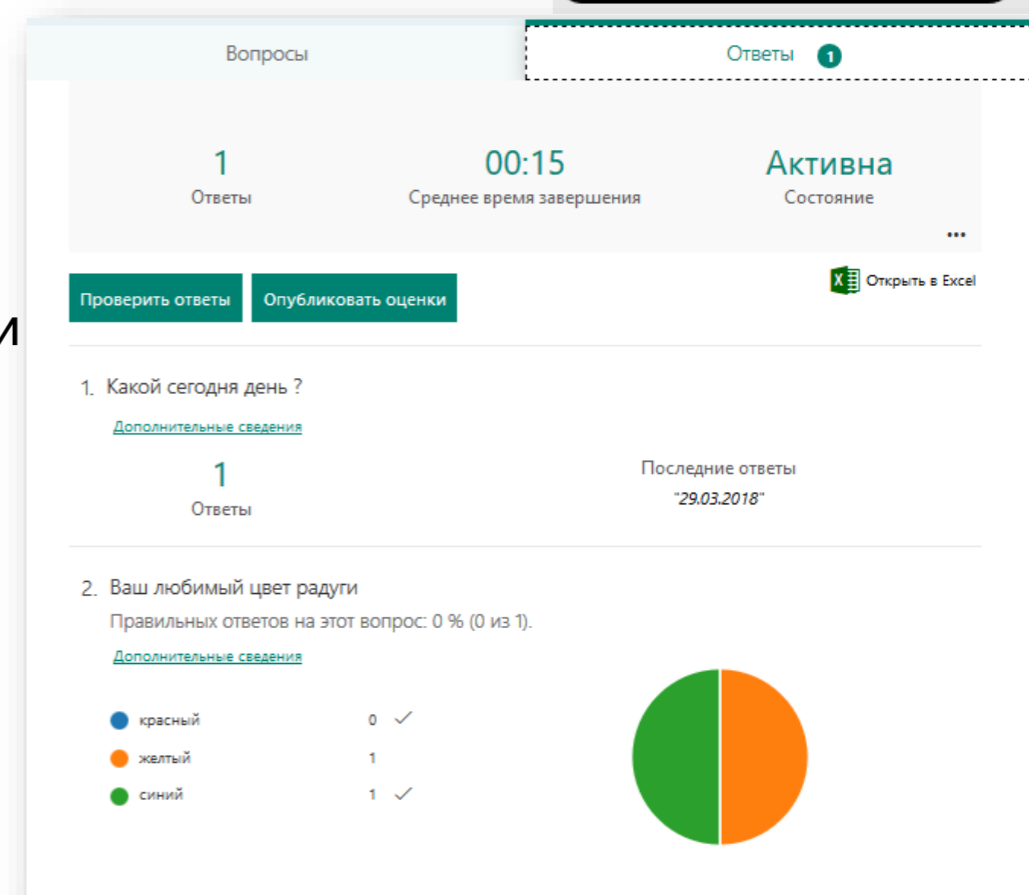 Вопросы
Ответы 1
1 00:15 Активна
Ответы Среднее время завершения Состояние
...
Проверить ответы Опубликовать оценки Открыть в Excel
и
1. Какой сегодня день ?
Дополнительные сведения
1 Последние ответы
Ответы "29.03.2018"
2. Ваш любимый цвет радуги
Правильных ответов на этот вопрос: 0 % (0 из 1).
Дополнительные сведения
красный 0
желтый 1
синий 1